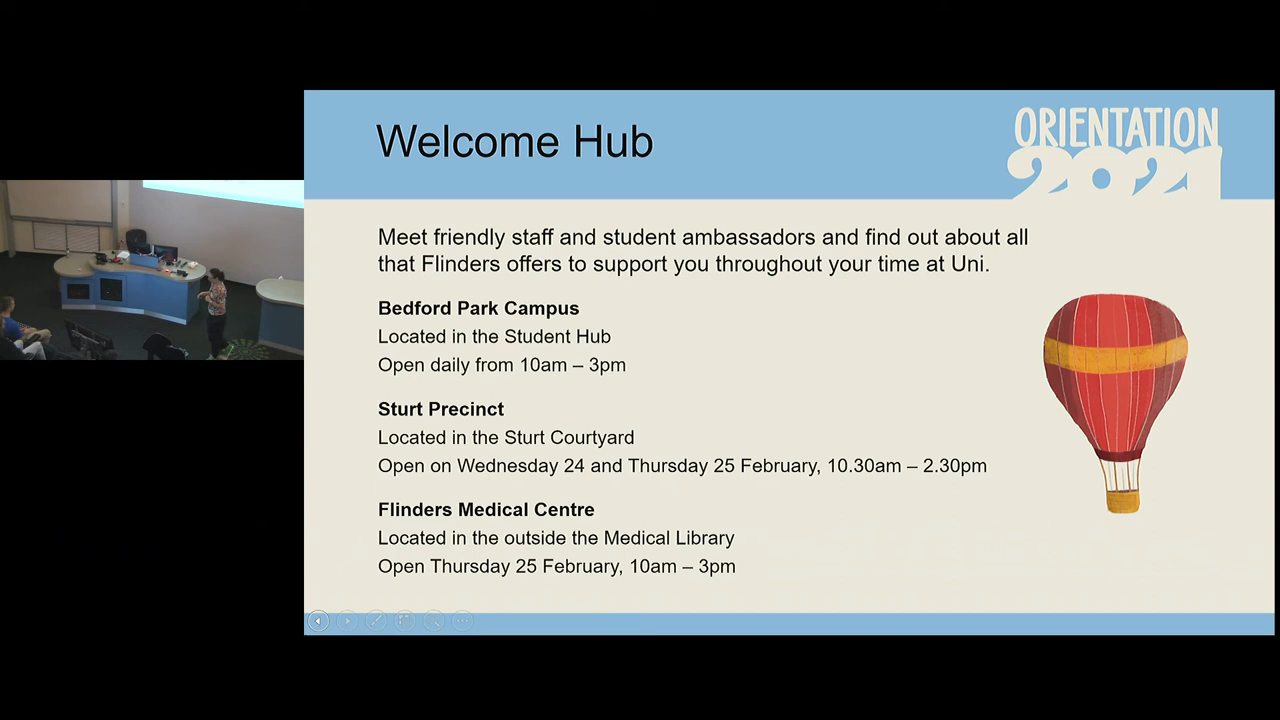 Welcome Hub
ORIENTATION
2021
Meet friendly staff and student ambassadors and find out about all
that Flinders offers to support you throughout your time at Uni.
Bedford Park Campus
Located in the Student Hub
Open daily from 10am – 3pm
Sturt Precinct
Located in the Sturt Courtyard
Open on Wednesday 24 and Thursday 25 February, 10.30am – 2.30pm
Flinders Medical Centre
Located in the outside the Medical Library
Open Thursday 25 February, 10am – 3pm